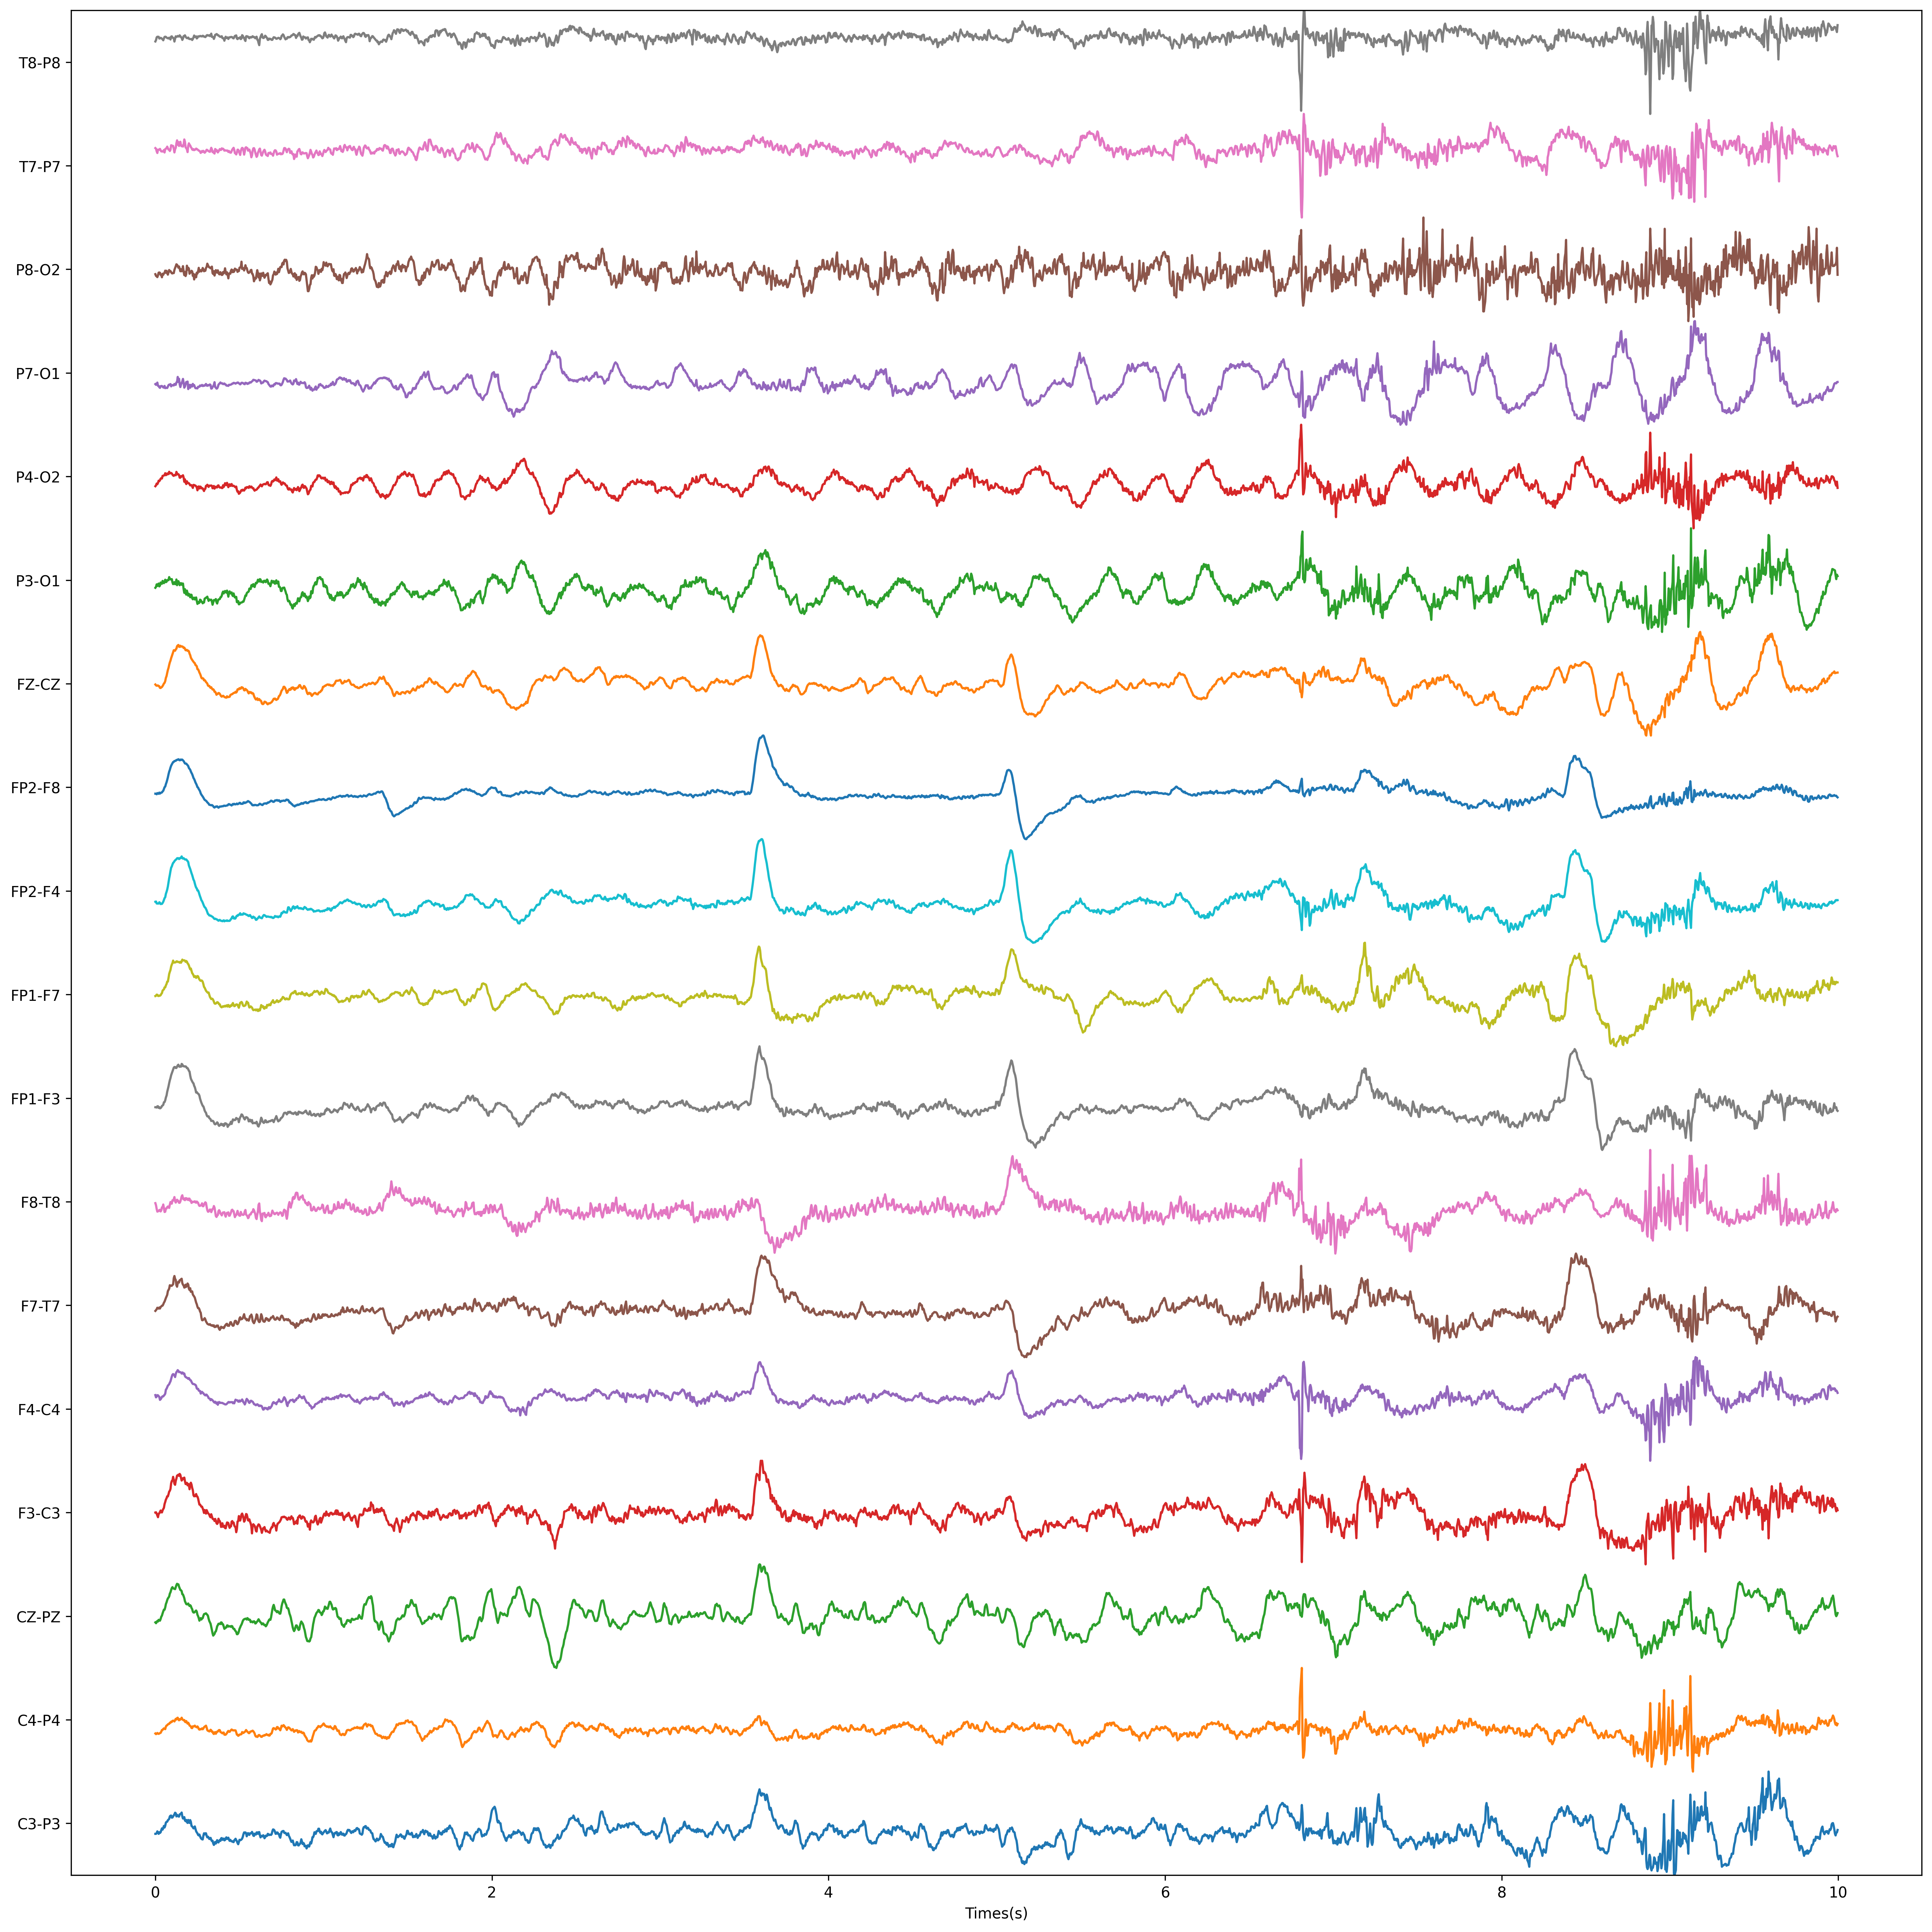 T8-P8
T7-P7
P8-O2
P7-O1
P4-O2
P3-O1
FZ-CZ
FP2-F8
FP2-F4
FP1-F7
FP1-F3
F8-T8
F7-T7
F4-C4
F3-C3
CZ-PZ
C4-P4
C3-P3
0 2 4 6 8 10
Times(s)